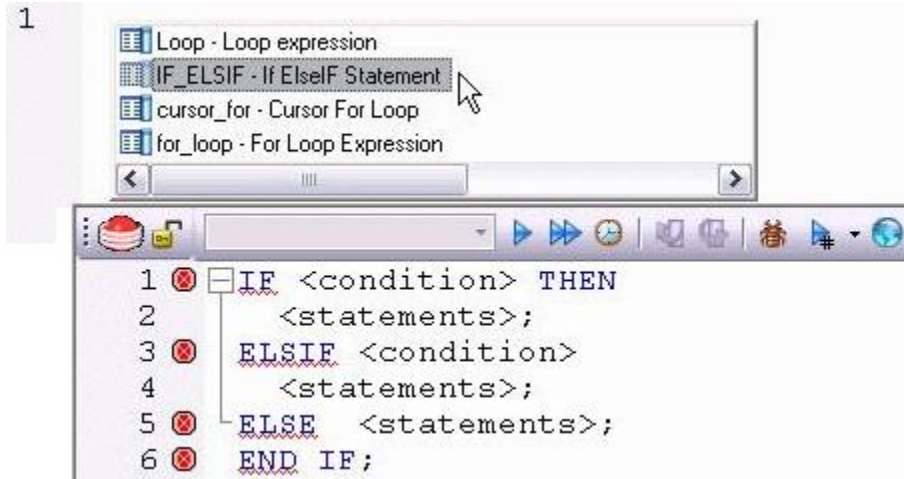 1
Loop - Loop expression
IF_ELSIF - If ElseIF Statement
cursor_for - Cursor For Loop
for_loop - For Loop Expression
1 IF <condition> THEN
2 <statements>;
3 ELSIF <condition>
4 <statements>;
5 ELSE <statements>;
6 END IF;